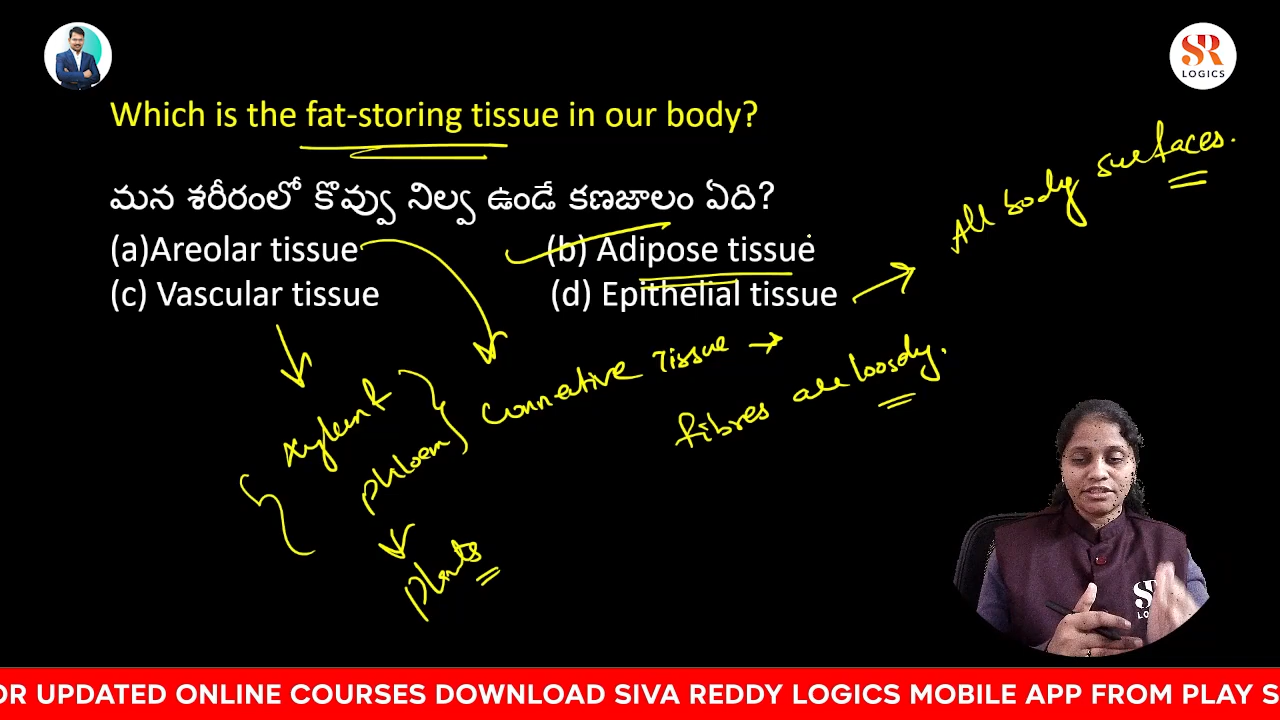 SR
LOGICS
Which is the fat-storing tissue in our body?
మన శరీరంలో కొవ్వు నిల్వ ఉండే కణజాలం ఏది?
(a)Areolar tissue
(b) Adipose tissue
(c) Vascular tissue
(d) Epithelial tissue
All body surfaces.
connective Tissue →
fibres are loosely.
xylem &
phloem
plants
SR
LO
OR UPDATED ONLINE COURSES DOWNLOAD SIVA REDDY LOGICS MOBILE APP FROM PLAY S